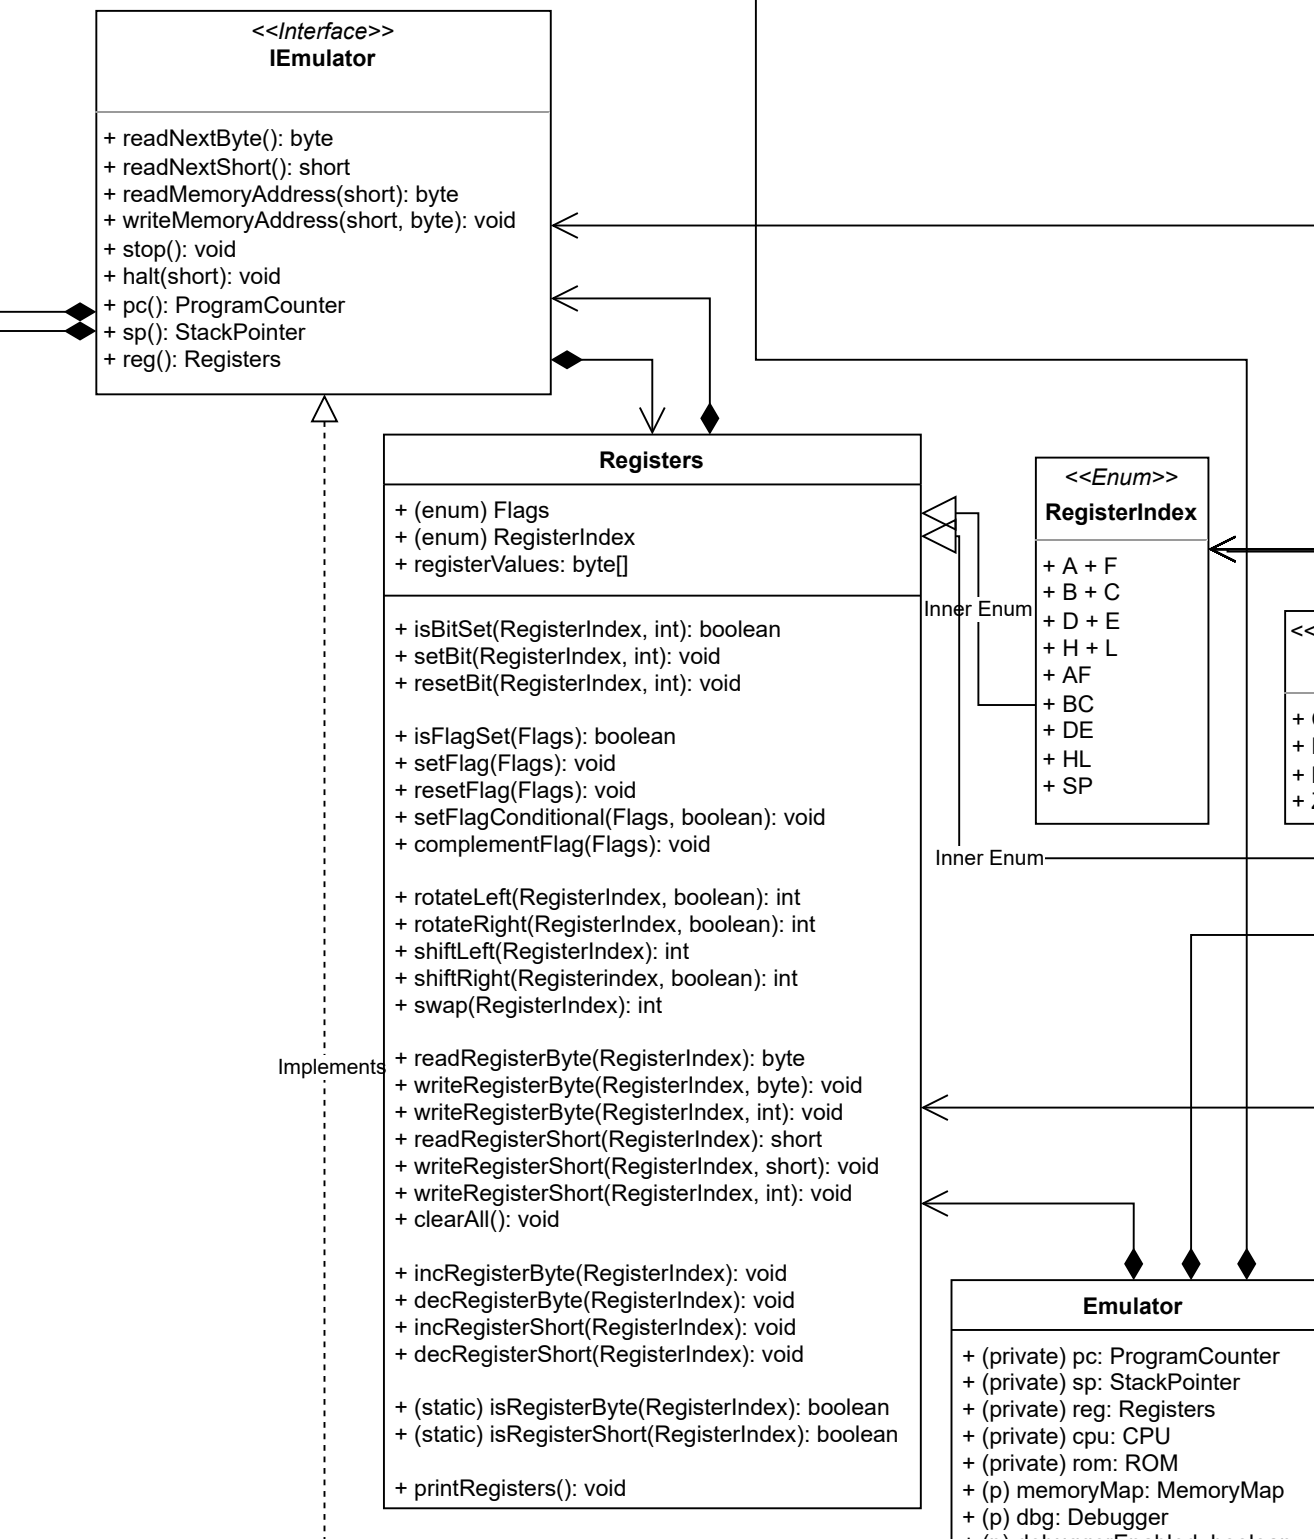 <<Interface>>
IEmulator
+ readNextByte(): byte
+ readNextShort(): short
+ readMemoryAddress(short): byte
+ writeMemoryAddress(short, byte): void
+ stop(): void
+ halt(short): void
+ pc(): ProgramCounter
+ sp(): StackPointer
+ reg(): Registers
Implements
Registers
+ (enum) Flags
+ (enum) RegisterIndex
+ registerValues: byte[]
+ isBitSet(RegisterIndex, int): boolean
+ setBit(RegisterIndex, int): void
+ resetBit(RegisterIndex, int): void
+ isFlagSet(Flags): boolean
+ setFlag(Flags): void
+ resetFlag(Flags): void
+ setFlagConditional(Flags, boolean): void
+ complementFlag(Flags): void
+ rotateLeft(RegisterIndex, boolean): int
+ rotateRight(RegisterIndex, boolean): int
+ shiftLeft(RegisterIndex): int
+ shiftRight(Registerindex, boolean): int
+ swap(RegisterIndex): int
+ readRegisterByte(RegisterIndex): byte
+ writeRegisterByte(RegisterIndex, byte): void
+ writeRegisterByte(RegisterIndex, int): void
+ readRegisterShort(RegisterIndex): short
+ writeRegisterShort(RegisterIndex, short): void
+ writeRegisterShort(RegisterIndex, int): void
+ clearAll(): void
+ incRegisterByte(RegisterIndex): void
+ decRegisterByte(RegisterIndex): void
+ incRegisterShort(RegisterIndex): void
+ decRegisterShort(RegisterIndex): void
+ (static) isRegisterByte(RegisterIndex): boolean
+ (static) isRegisterShort(RegisterIndex): boolean
+ printRegisters(): void
Inner Enum
Inner Enum
<<Enum>>
RegisterIndex
+ A + F
+ B + C
+ D + E
+ H + L
+ AF
+ BC
+ DE
+ HL
+ SP
<<
+
+
+
+
Emulator
+ (private) pc: ProgramCounter
+ (private) sp: StackPointer
+ (private) reg: Registers
+ (private) cpu: CPU
+ (private) rom: ROM
+ (p) memoryMap: MemoryMap
+ (p) dbg: Debugger